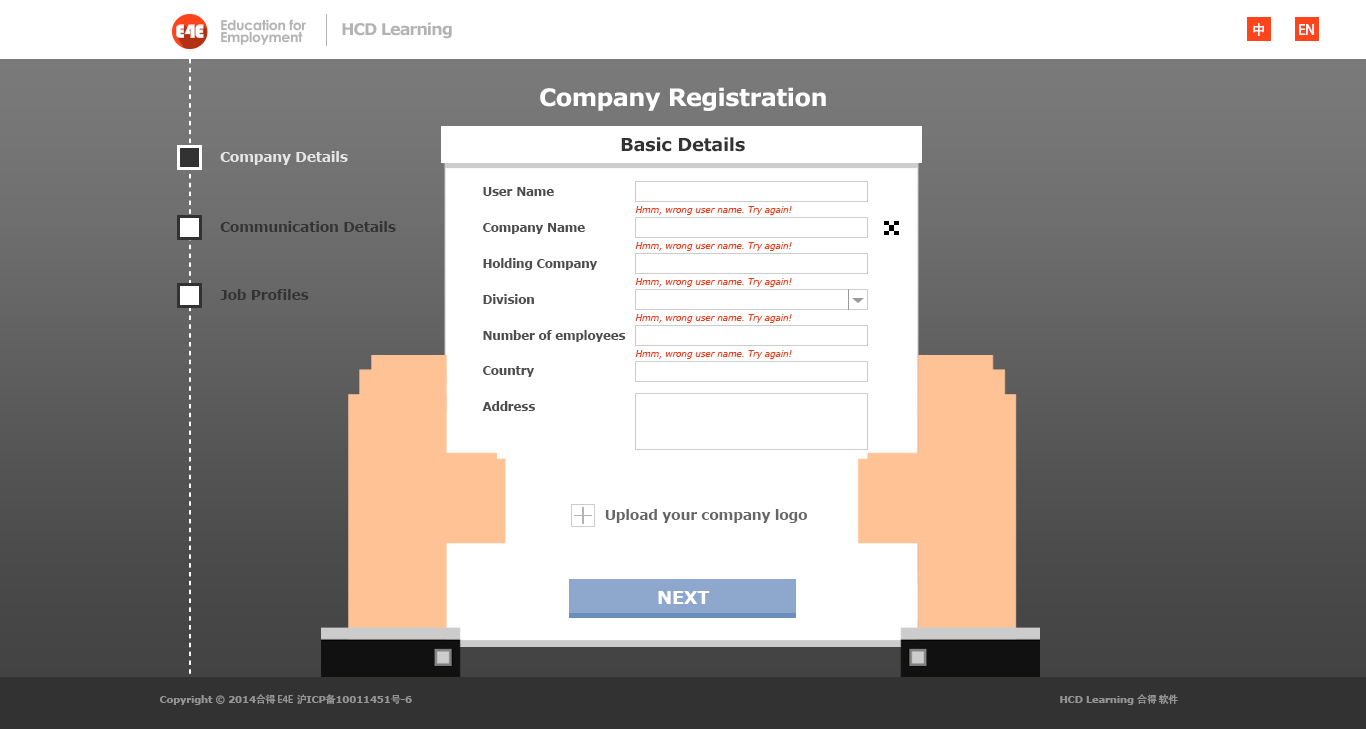 E4E
Education for
Employment
HCD Learning
中
EN
Company Registration
Basic Details
Company Details
Communication Details
Job Profiles
User Name
Hmm, wrong user name. Try again!
Company Name
Hmm, wrong user name. Try again!
Holding Company
Hmm, wrong user name. Try again!
Division
Hmm, wrong user name. Try again!
Number of employees
Hmm, wrong user name. Try again!
Country
Address
Upload your company logo
NEXT
Copyright © 2014合得 E4E 沪ICP备10011451号-6
HCD Learning 合得 软件